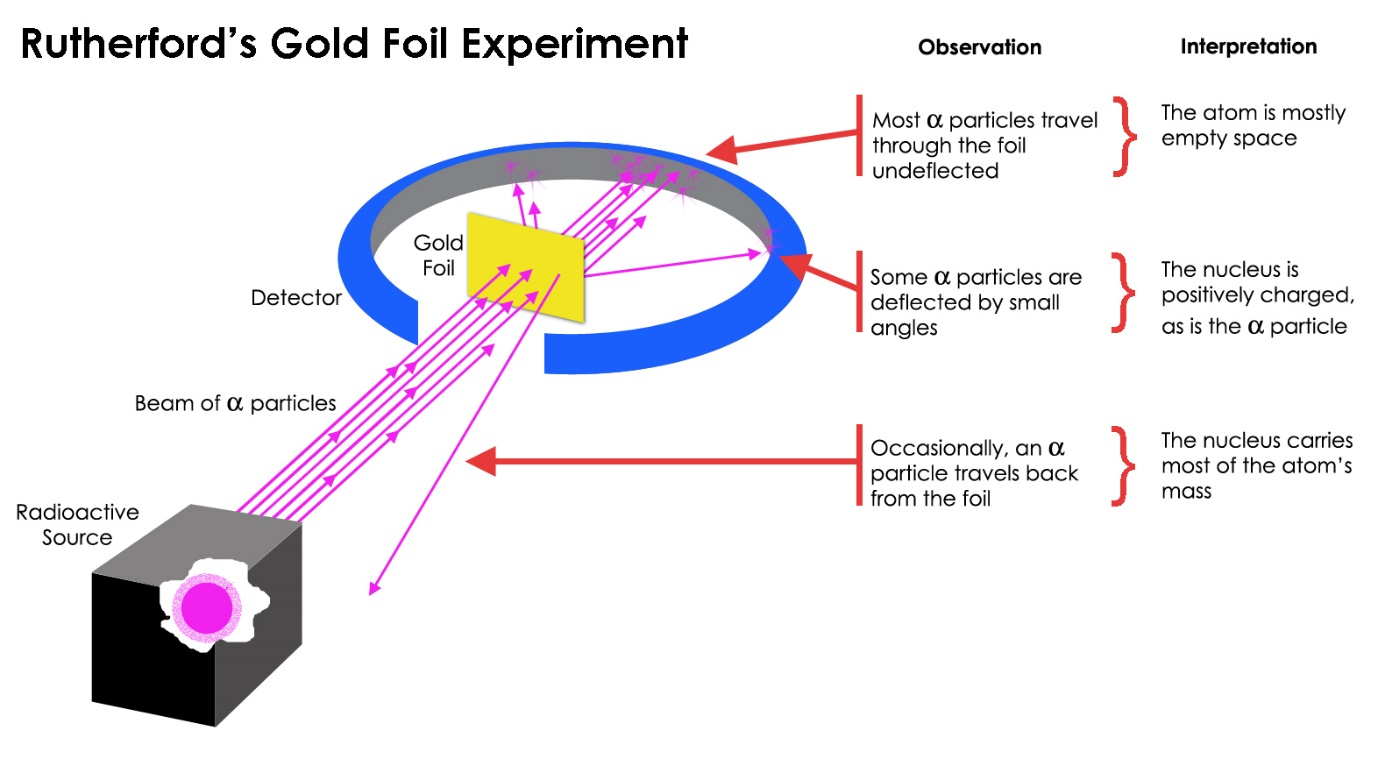 Rutherford’s Gold Foil Experiment
Observation
Interpretation
Most α particles travel
through the foil
undeflected
The atom is mostly
empty space
Gold
Foil
Detector
Some α particles are
deflected by small
angles
The nucleus is
positively charged,
as is the α particle
Beam of α particles
Occasionally, an α
particle travels back
from the foil
The nucleus carries
most of the atom’s
mass
Radioactive
Source